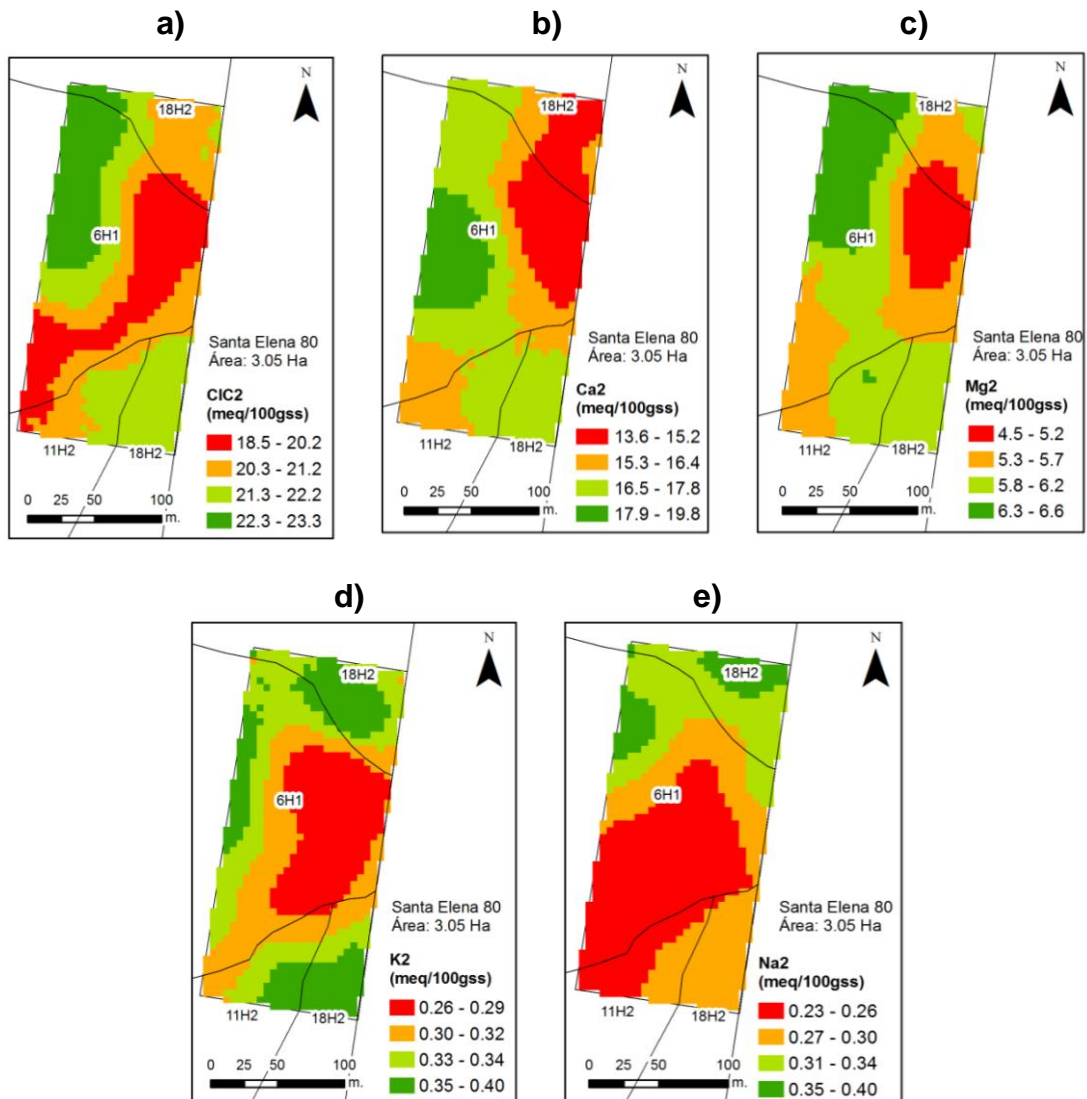 a)
N
18H2
6H1
Santa Elena 80
Área: 3.05 Ha
CIC2
(meq/100gss)
18.5 - 20.2
20.3 - 21.2
21.3 - 22.2
22.3 - 23.3
11H2
18H2
0 25 50 100
m.
b)
N
18H2
6H1
Santa Elena 80
Área: 3.05 Ha
Ca2
(meq/100gss)
13.6 - 15.2
15.3 - 16.4
16.5 - 17.8
17.9 - 19.8
11H2
18H2
0 25 50 100
m.
c)
N
18H2
6H1
Santa Elena 80
Área: 3.05 Ha
Mg2
(meq/100gss)
4.5 - 5.2
5.3 - 5.7
5.8 - 6.2
6.3 - 6.6
11H2
18H2
0 25 50 100
m.
d)
N
18H2
6H1
Santa Elena 80
Área: 3.05 Ha
K2
(meq/100gss)
0.26 - 0.29
0.30 - 0.32
0.33 - 0.34
0.35 - 0.40
11H2
18H2
0 25 50 100
m.
e)
N
18H2
6H1
Santa Elena 80
Área: 3.05 Ha
Na2
(meq/100gss)
0.23 - 0.26
0.27 - 0.30
0.31 - 0.34
0.35 - 0.40
11H2
18H2
0 25 50 100
m.